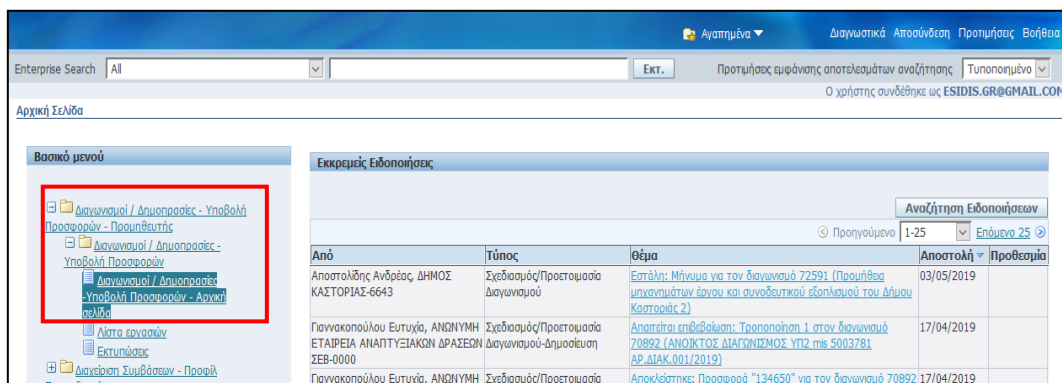 Αγαπημένα Διαγνωστικά Αποσύνδεση Προτιμήσεις Βοήθεια
Enterprise Search All Εκτ. Προτιμήσεις εμφάνισης αποτελεσμάτων αναζήτησης Τυποποιημένο
Ο χρήστης συνδέθηκε ως ESIDIS.GR@GMAIL.COM
Αρχική Σελίδα
Βασικό μενού
Διαγωνισμοί / Δημοπρασίες - Υποβολή
Προσφορών - Προμηθευτής
Διαγωνισμοί / Δημοπρασίες -
Υποβολή Προσφορών
Διαγωνισμοί / Δημοπρασίες
-Υποβολή Προσφορών - Αρχική
σελίδα
Λίστα εργασιών
Εκτυπώσεις
Διαχείριση Συμβάσεων - Προφίλ
Εκκρεμείς Ειδοποιήσεις
Αναζήτηση Ειδοποιήσεων
Προηγούμενο 1-25 Επόμενο 25
Από Τύπος Θέμα Αποστολή Προθεσμία
Αποστολίδης Ανδρέας, ΔΗΜΟΣ Σχεδιασμός/Προετοιμασία Εστάλη: Μήνυμα για τον διαγωνισμό 72591 (Προμήθεια 03/05/2019
ΚΑΣΤΟΡΙΑΣ-6643 Διαγωνισμού μηχανημάτων έργου και συνοδευτικού εξοπλισμού του Δήμου
Καστοριάς 2)
Γιαννακοπούλου Ευτυχία, ΑΝΩΝΥΜΗ Σχεδιασμός/Προετοιμασία Απαιτείται επιβεβαίωση: Τροποποίηση 1 στον διαγωνισμό 17/04/2019
ΕΤΑΙΡΕΙΑ ΑΝΑΠΤΥΞΙΑΚΩΝ ΔΡΑΣΕΩΝ Διαγωνισμού-Δημοσίευση 70892 (ΑΝΟΙΚΤΟΣ ΔΙΑΓΩΝΙΣΜΟΣ ΥΠ2 mis 5003781
ΣΕΒ-0000 ΑΡ.ΔΙΑΚ.001/2019)
Γιαννακοπούλου Ευτυχία, ΑΝΩΝΥΜΗ Σχεδιασμός/Προετοιμασία Αποκλείστηκε: Προσφορά "134650" για τον διαγωνισμό 70892 17/04/2019